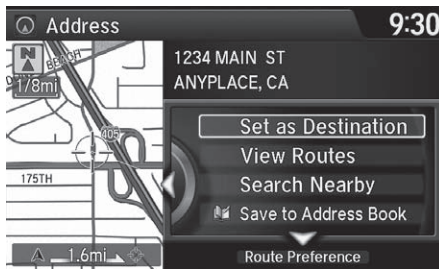 Address
9:30
N
BEACH
1/8mi
405
175TH
1.6mi
1234 MAIN ST
ANYPLACE, CA
Set as Destination
View Routes
Search Nearby
Save to Address Book
Route Preference